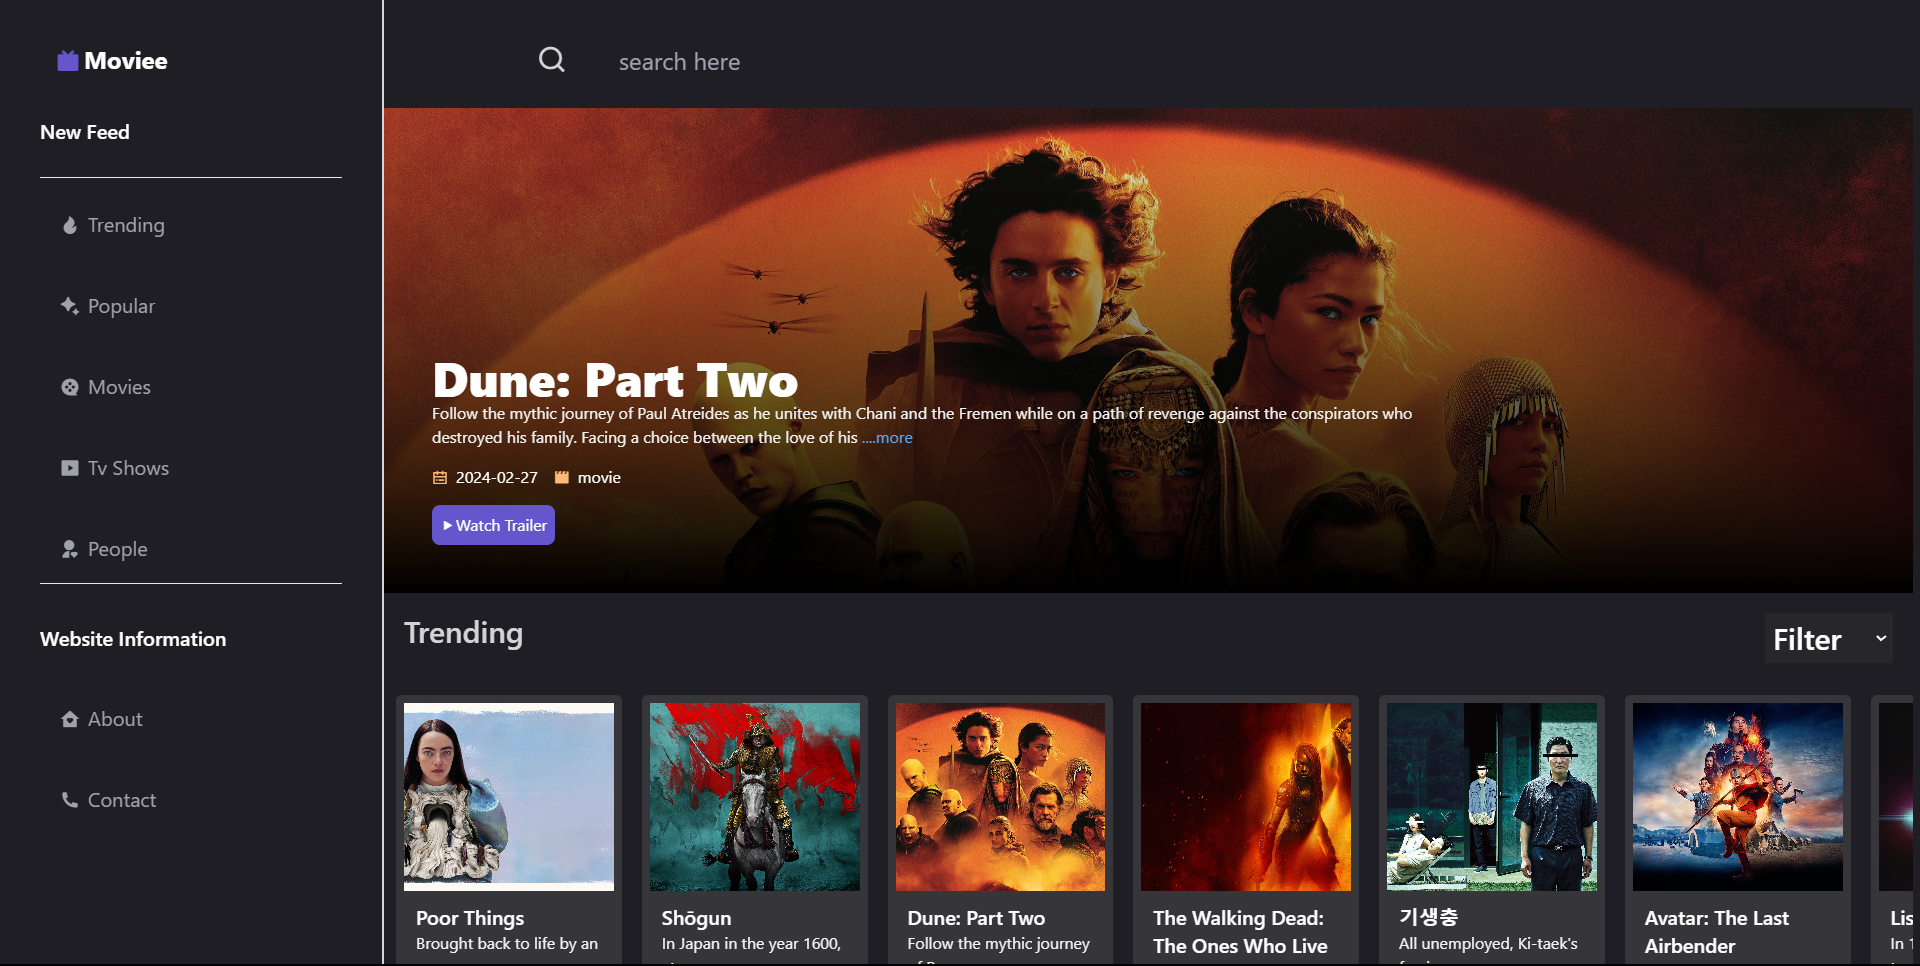 Moviee
search here
New Feed
Trending
Popular
Movies
Tv Shows
People
Website Information
About
Contact
Dune: Part Two
Follow the mythic journey of Paul Atreides as he unites with Chani and the Fremen while on a path of revenge against the conspirators who
destroyed his family. Facing a choice between the love of his ....more
2024-02-27 movie
Watch Trailer
Trending
Filter
Poor Things
Brought back to life by an
Shōgun
In Japan in the year 1600,
Dune: Part Two
Follow the mythic journey
The Walking Dead:
The Ones Who Live
기생충
All unemployed, Ki-taek's
Avatar: The Last
Airbender
Lis
In 1